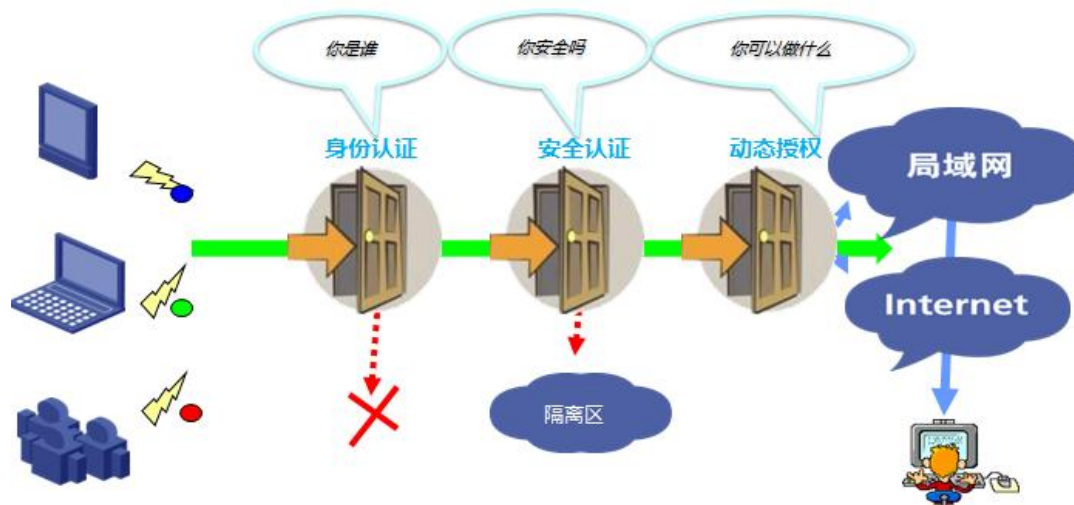 你是谁
你安全吗
你可以做什么
身份认证
安全认证
动态授权
局域网
Internet
隔离区